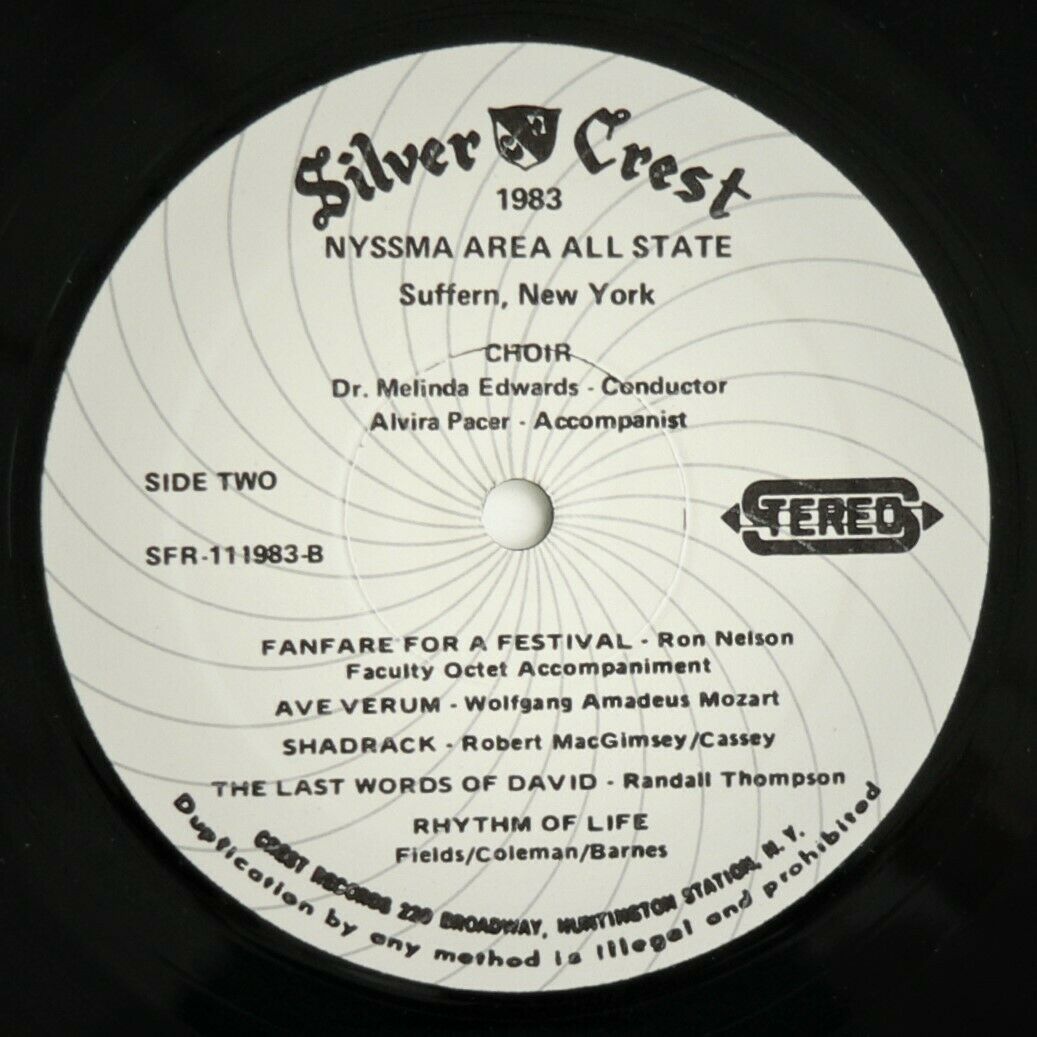 Silver Crest
1983
NYSSMA AREA ALL STATE
Suffern, New York
CHOIR
Dr. Melinda Edwards - Conductor
Alvira Pacer - Accompanist
SIDE TWO
STEREO
SFR-111983-B
FANFARE FOR A FESTIVAL - Ron Nelson
Faculty Octet Accompaniment
AVE VERUM - Wolfgang Amadeus Mozart
SHADRACK - Robert MacGimsey/Cassey
THE LAST WORDS OF DAVID - Randall Thompson
RHYTHM OF LIFE
Fields/Coleman/Barnes
CREST RECORDS 220 BROADWAY, HUNTINGTON STATION, N. Y.
Duplication by any method is illegal and prohibited